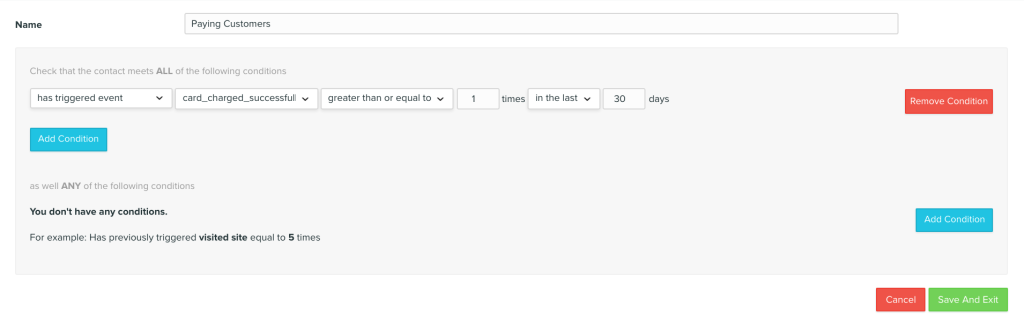 Name Paying Customers
Check that the contact meets ALL of the following conditions
has triggered event card_charged_successfull greater than or equal to 1 times in the last 30 days Remove Condition
Add Condition
as well ANY of the following conditions
You don't have any conditions.
Add Condition
For example: Has previously triggered visited site equal to 5 times
Cancel Save And Exit